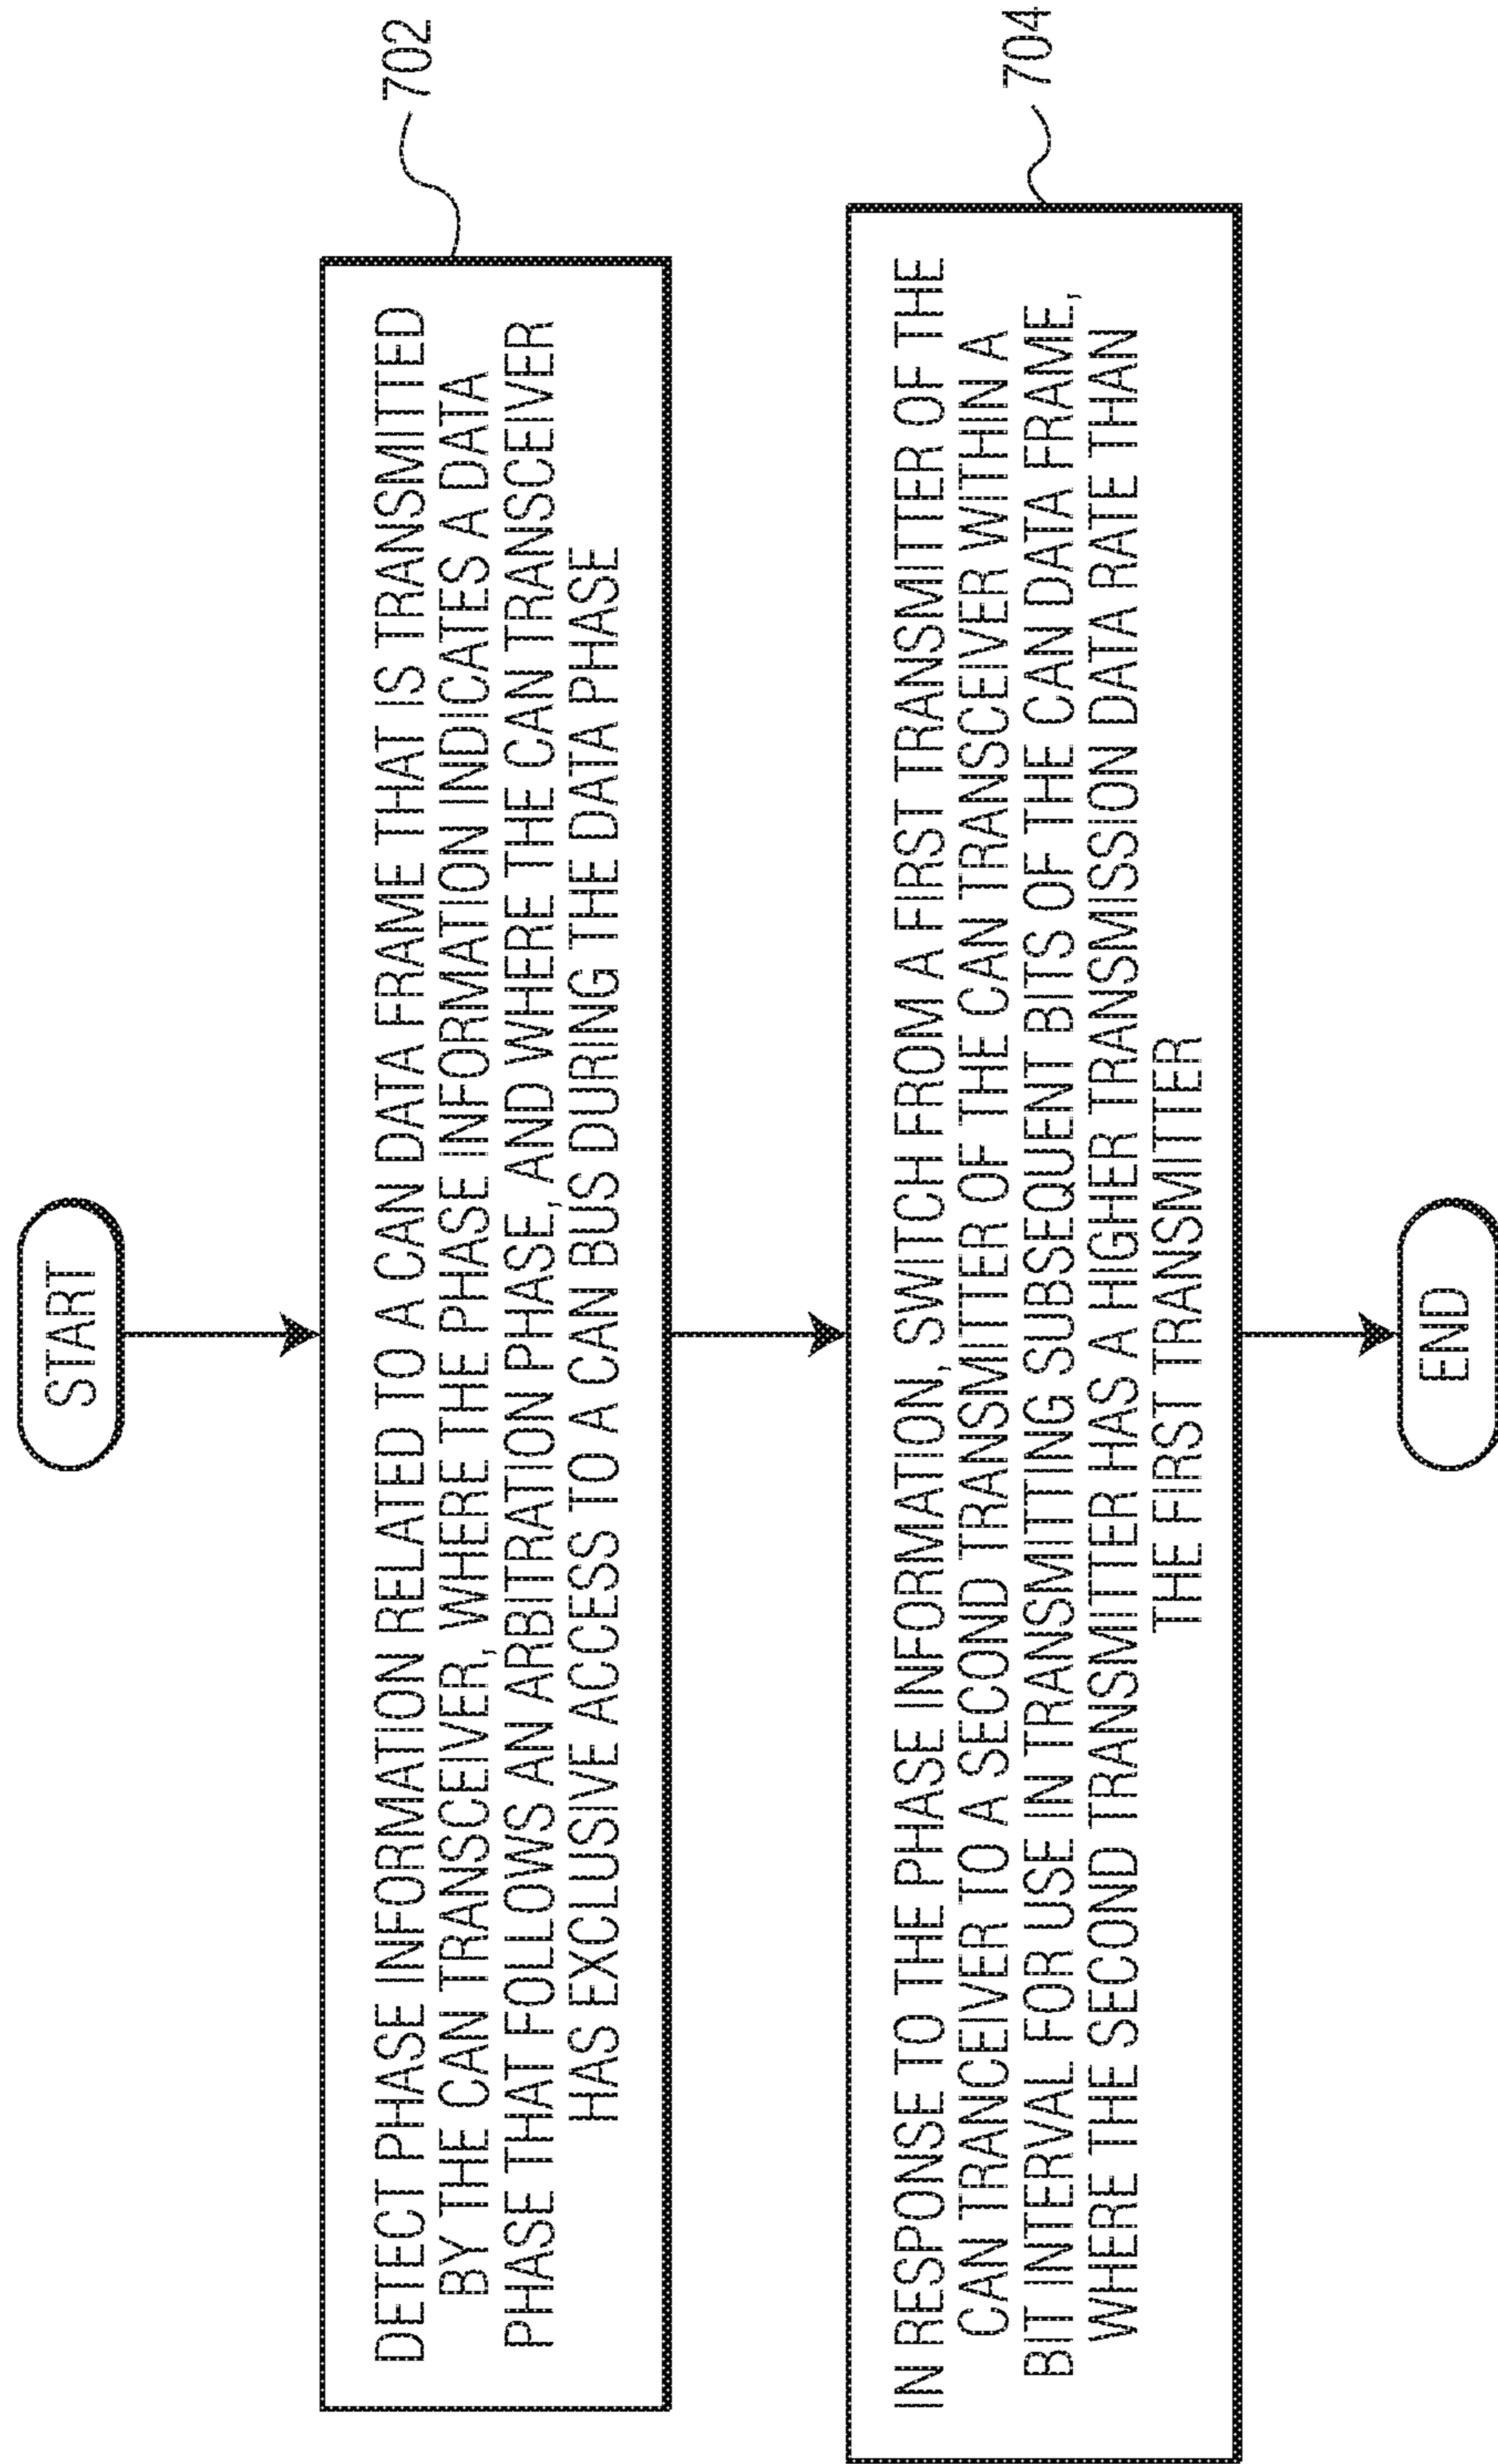 START
DETECT PHASE INFORMATION RELATED TO A CAN DATA FRAME THAT IS TRANSMITTED
BY THE CAN TRANSCEIVER, WHERE THE PHASE INFORMATION INDICATES A DATA
PHASE THAT FOLLOWS AN ARBITRATION PHASE, AND WHERE THE CAN TRANSCEIVER
HAS EXCLUSIVE ACCESS TO A CAN BUS DURING THE DATA PHASE
702
IN RESPONSE TO THE PHASE INFORMATION, SWITCH FROM A FIRST TRANSMITTER OF THE
CAN TRANCEIVER TO A SECOND TRANSMITTER OF THE CAN TRANSCEIVER WITHIN A
BIT INTERVAL FOR USE IN TRANSMITTING SUBSEQUENT BITS OF THE CAN DATA FRAME,
WHERE THE SECOND TRANSMITTER HAS A HIGHER TRANSMISSION DATA RATE THAN
THE FIRST TRANSMITTER
704
END